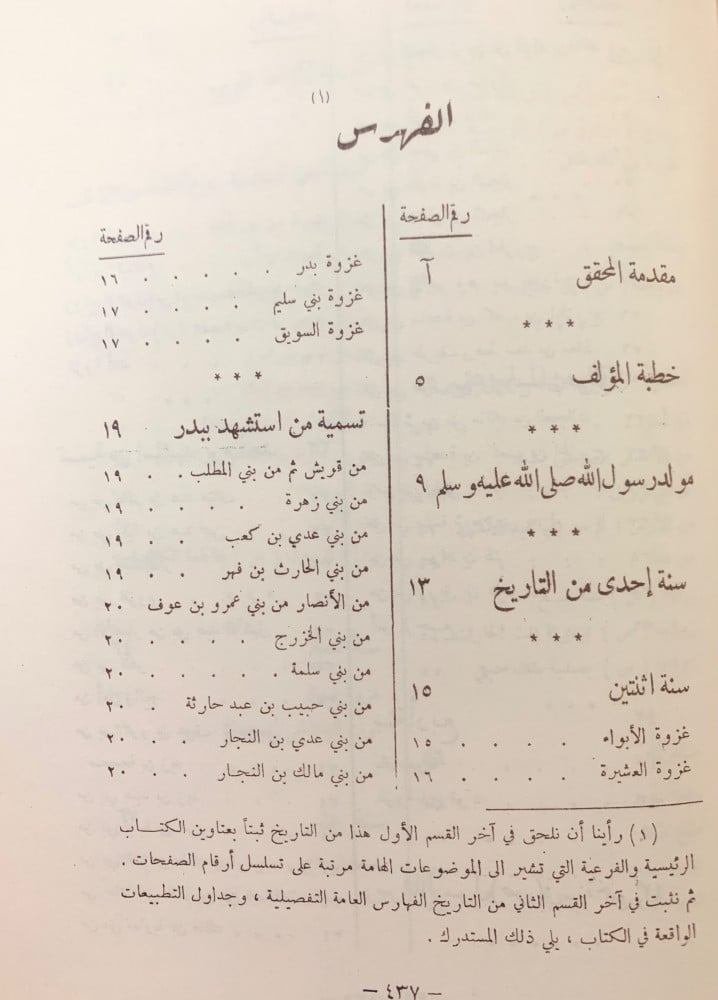 الفهرس (١)
رقم الصفحة
مقدمة المحقق آ
* * *
خطبة المؤلف ٥
* * *
مولد رسول الله صلى الله عليه وسلم ٩
* * *
سنة إحدى من التاريخ ١٣
* * *
سنة اثنتين ١٥
غزوة الأبواء . . . . ١٥
غزوة العشيرة . . . . ١٦
رقم الصفحة
غزوة بدر . . . . . ١٦
غزوة بني سليم . . . . ١٧
غزوة السويق . . . . ١٧
* * *
تسمية من استشهد ببدر ١٩
من قريش ثم من بني المطلب . . ١٩
من بني زهرة . . . . ١٩
من بني عدي بن كعب . . ١٩
من بني الحارث بن فهر . . ١٩
من الأنصار من بني عمرو بن عوف ٢٠
من بني الخزرج . . . . ٢٠
من بني سلمة . . . . . ٢٠
من بني حبيب بن عبد حارثة . . ٢٠
من بني عدي بن النجار . . ٢٠
من بني مالك بن النجار . . ٢٠
(١) رأينا أن نلحق في آخر القسم الأول هذا من التاريخ ثبتاً بعناوين الكتاب
الرئيسية والفرعية التي تشير الى الموضوعات الهامة مرتبة على تسلسل أرقام الصفحات .
ثم نثبت في آخر القسم الثاني من التاريخ الفهارس العامة التفصيلية ، وجداول التطبيعات
الواقعة في الكتاب ، يلي ذلك المستدرك .
- ٤٣٧ -